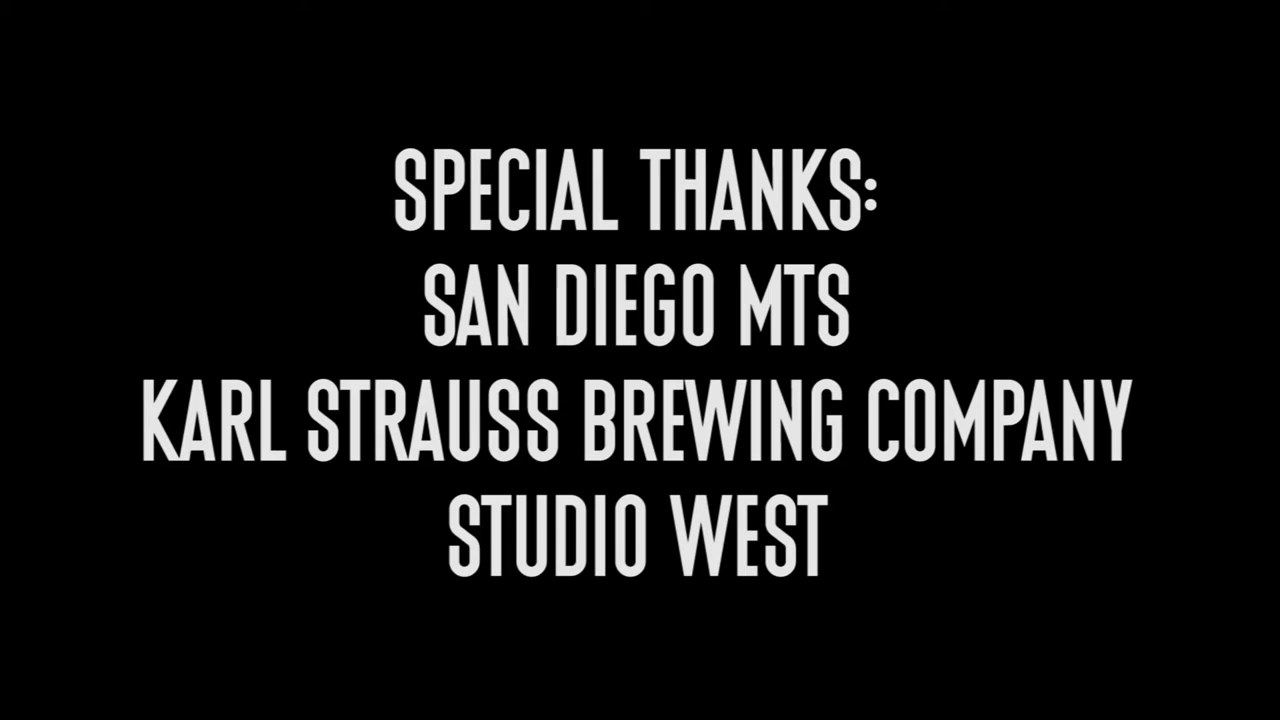 SPECIAL THANKS:
SAN DIEGO MTS
KARL STRAUSS BREWING COMPANY
STUDIO WEST